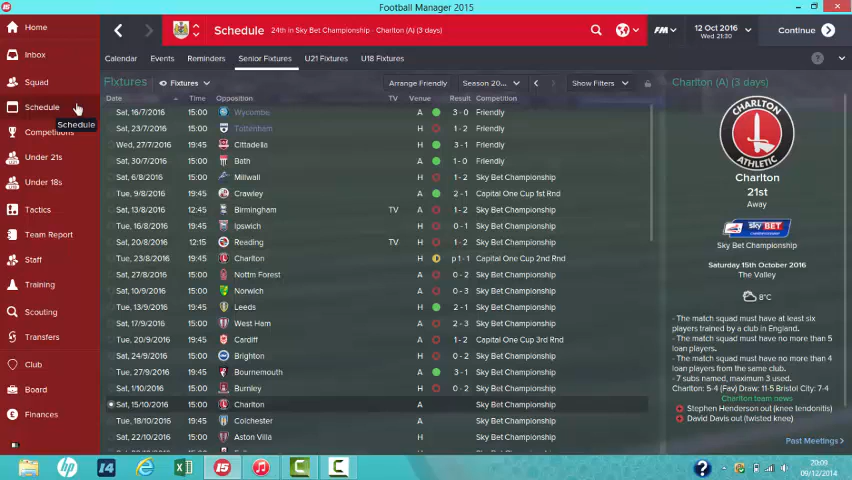 Football Manager 2015
Home
Inbox
Squad
Schedule
Schedule
Competitions
Under 21s
Under 18s
Tactics
Team Report
Staff
Training
Scouting
Transfers
Club
Board
Finances
Schedule 24th in Sky Bet Championship - Charlton (A) (3 days)
FM
12 Oct 2016
Wed 21:30
Continue
Calendar Events Reminders Senior Fixtures U21 Fixtures U18 Fixtures ?
Fixtures Fixtures Arrange Friendly Season 20... Show Filters
Date Time Opposition TV Venue Result Competition
Sat, 16/7/2016 15:00 Wycombe A 3 - 0 Friendly
Sat, 23/7/2016 15:00 Tottenham H 1 - 2 Friendly
Wed, 27/7/2016 19:45 Cittadella H 3 - 1 Friendly
Sat, 30/7/2016 15:00 Bath A 1 - 0 Friendly
Sat, 6/8/2016 15:00 Millwall A 1 - 2 Sky Bet Championship
Tue, 9/8/2016 19:45 Crawley A 2 - 1 Capital One Cup 1st Rnd
Sat, 13/8/2016 12:45 Birmingham TV A 1 - 2 Sky Bet Championship
Tue, 16/8/2016 19:45 Ipswich H 0 - 1 Sky Bet Championship
Sat, 20/8/2016 12:15 Reading TV H 1 - 2 Sky Bet Championship
Tue, 23/8/2016 19:45 Charlton H p 1 - 1 Capital One Cup 2nd Rnd
Sat, 27/8/2016 15:00 Nottm Forest A 0 - 2 Sky Bet Championship
Sat, 10/9/2016 15:00 Norwich A 0 - 3 Sky Bet Championship
Tue, 13/9/2016 19:45 Leeds H 2 - 1 Sky Bet Championship
Sat, 17/9/2016 15:00 West Ham A 2 - 3 Sky Bet Championship
Tue, 20/9/2016 19:45 Cardiff H 1 - 2 Capital One Cup 3rd Rnd
Sat, 24/9/2016 15:00 Brighton H 0 - 2 Sky Bet Championship
Tue, 27/9/2016 19:45 Bournemouth A 3 - 1 Sky Bet Championship
Sat, 1/10/2016 15:00 Burnley H 0 - 2 Sky Bet Championship
Sat, 15/10/2016 15:00 Charlton A Sky Bet Championship
Tue, 18/10/2016 19:45 Colchester A Sky Bet Championship
Sat, 22/10/2016 15:00 Aston Villa H Sky Bet Championship
Charlton (A) (3 days)
CHARLTON
ATHLETIC
Charlton
21st
Away
sky BET
CHAMPIONSHIP
Sky Bet Championship
Saturday 15th October 2016
The Valley
8°C
- The match squad must have at least six
players trained by a club in England.
- The match squad must have no more than 5
loan players.
- The match squad must have no more than 4
loan players from the same club.
- 7 subs named, maximum 3 used.
Charlton: 5-4 (Fav) Draw: 11-5 Bristol City: 7-4
Charlton team news
Stephen Henderson out (knee tendonitis)
David Davis out (twisted knee)
Past Meetings >
hp
14
15
?
20:09
09/12/2014